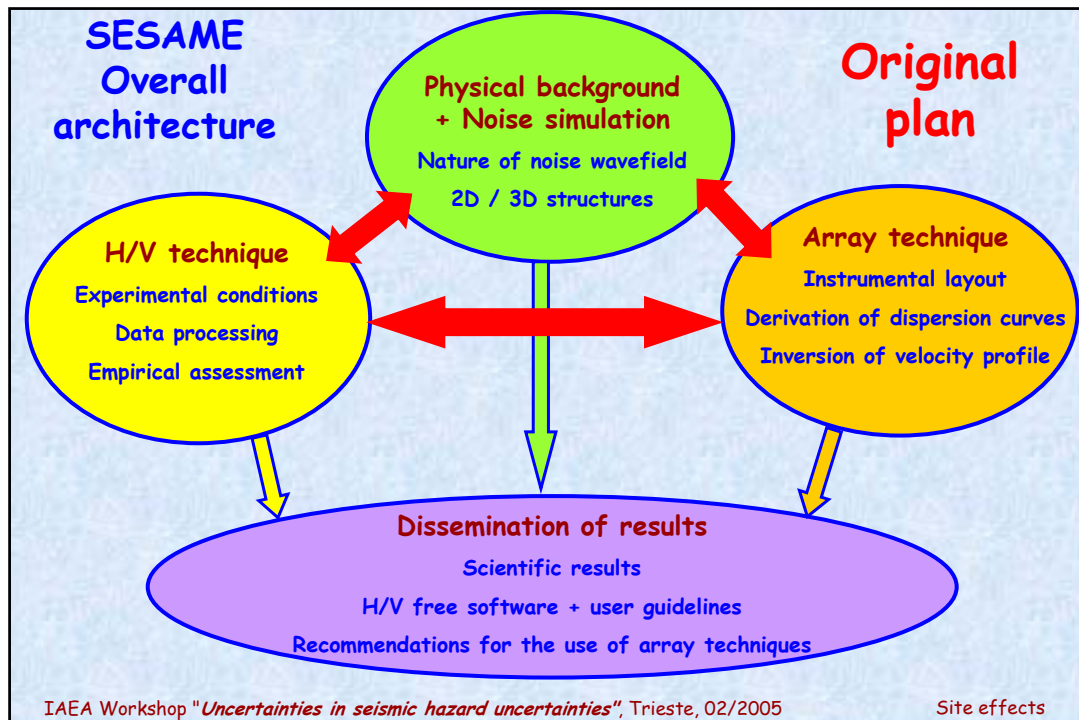 SESAME
Overall
architecture
Original
plan
Physical background
+ Noise simulation
Nature of noise wavefield
2D / 3D structures
H/V technique
Experimental conditions
Data processing
Empirical assessment
Array technique
Instrumental layout
Derivation of dispersion curves
Inversion of velocity profile
Dissemination of results
Scientific results
H/V free software + user guidelines
Recommendations for the use of array techniques
IAEA Workshop "Uncertainties in seismic hazard uncertainties", Trieste, 02/2005
Site effects